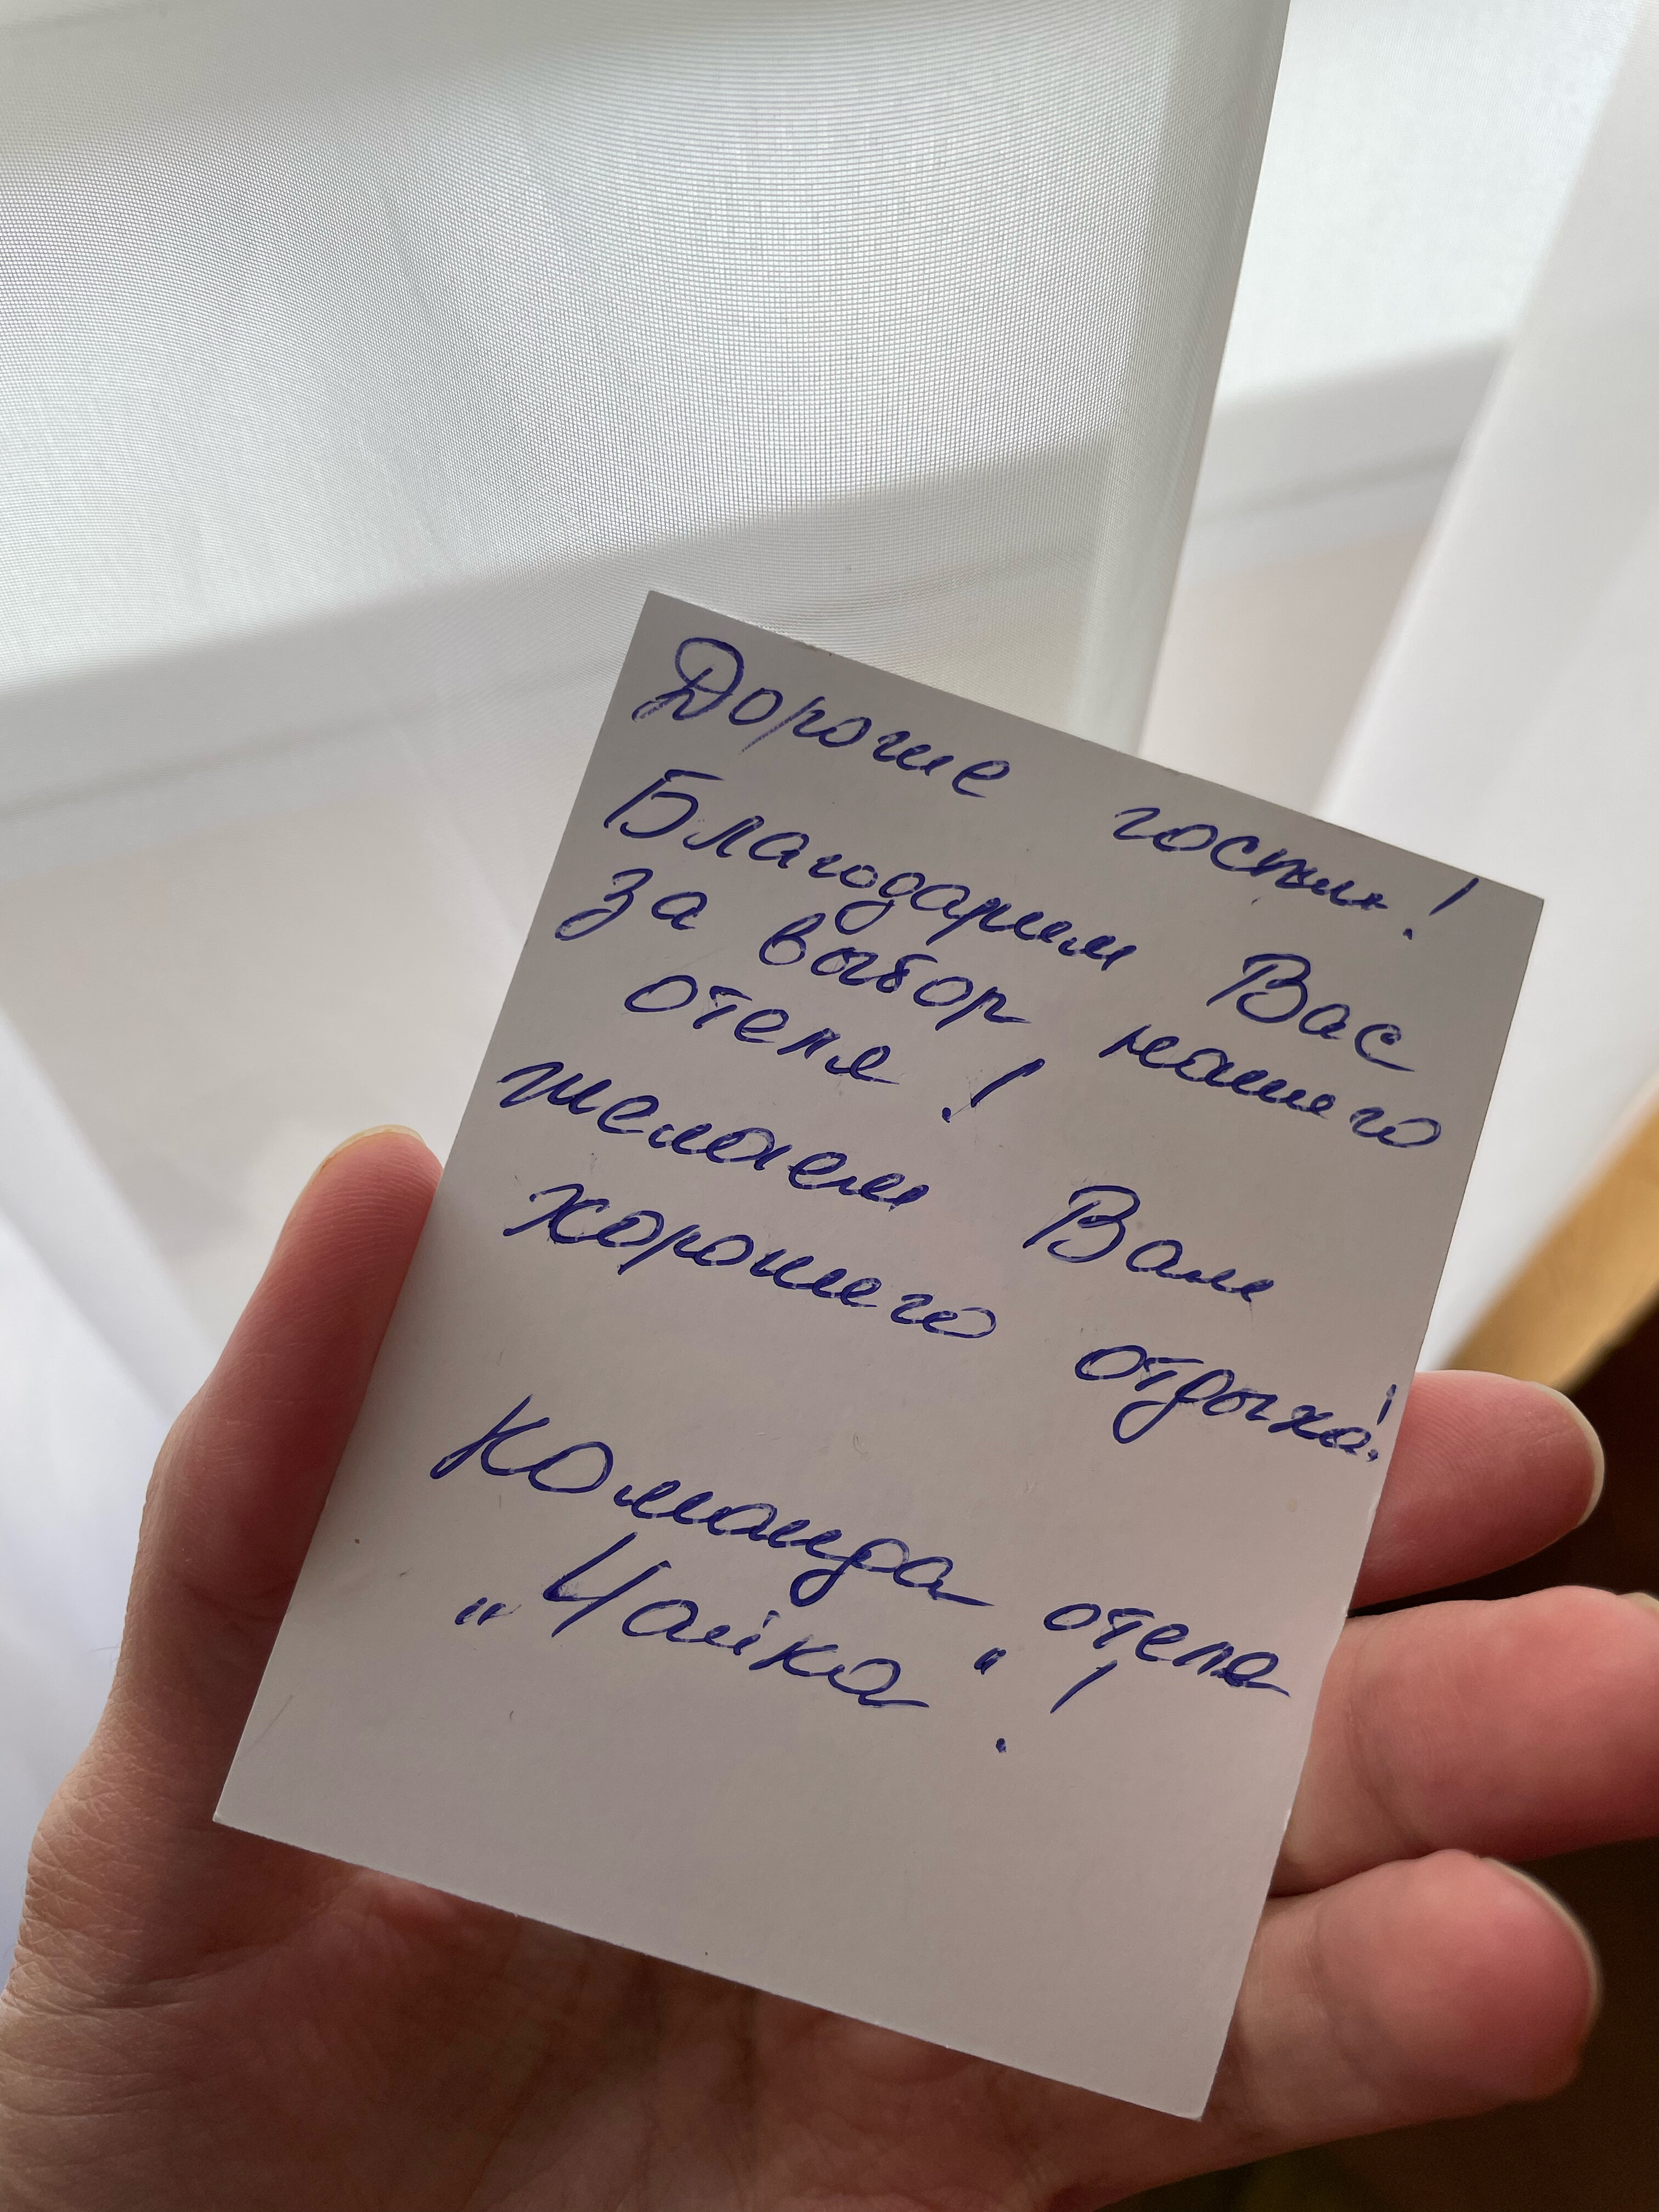 Дорогие гости!
Благодарим Вас
за выбор нашего
отеля!
Желаем Вам
хорошего отдыха!
Команда отеля
„Чайка"!